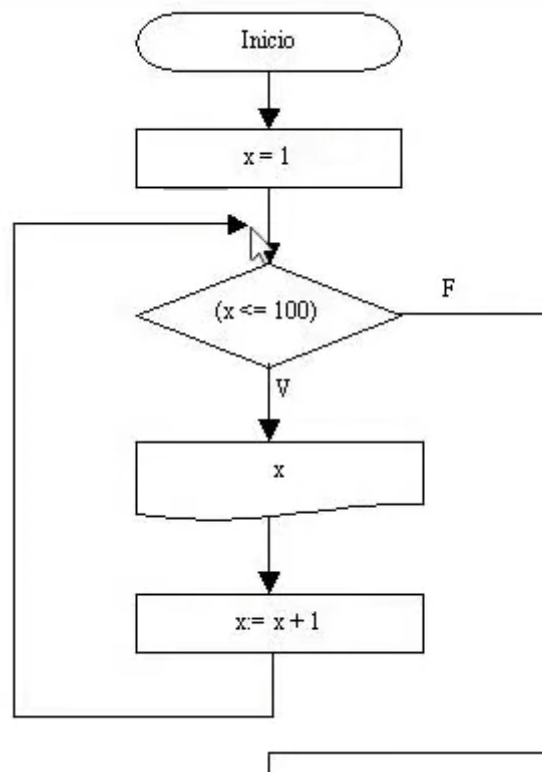 Inicio
x = 1
(x <= 100)
F
V
x
x:= x + 1